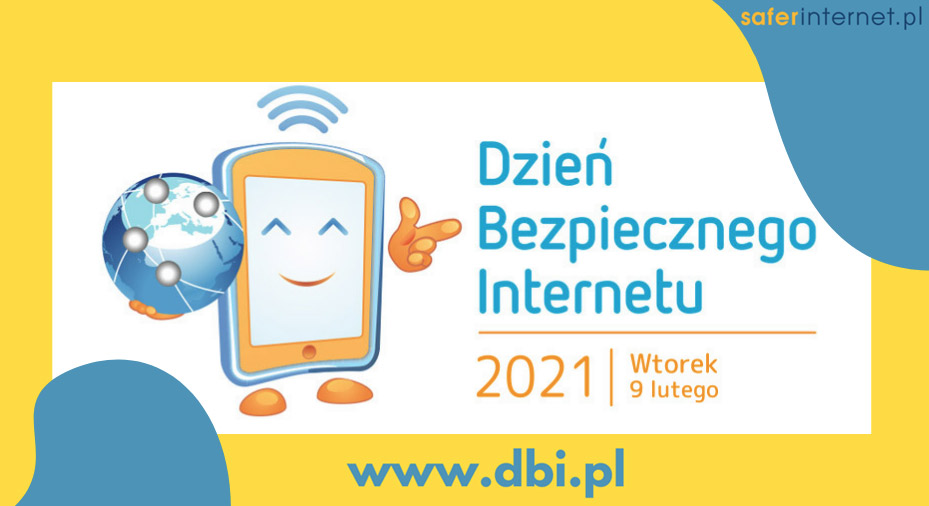 saferinternet.pl
Dzień
Bezpiecznego
Internetu
2021
Wtorek
9 lutego
www.dbi.pl